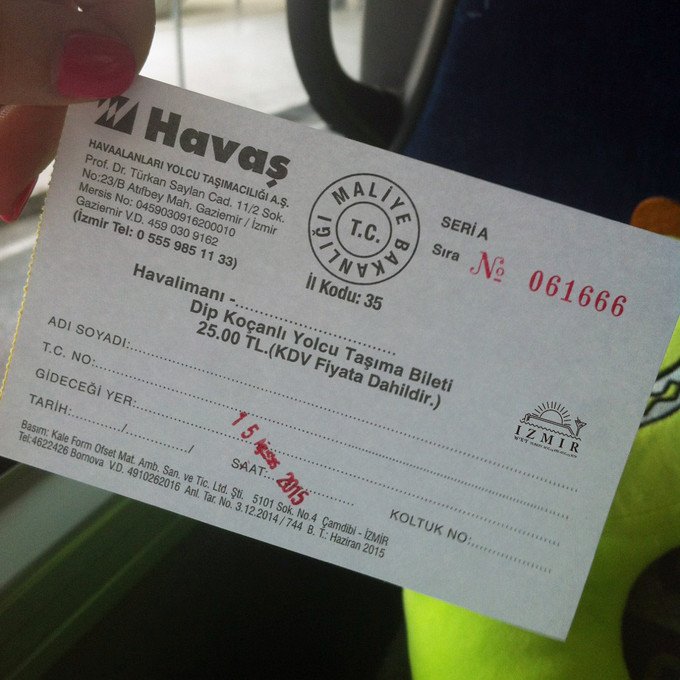 Havaş
HAVAALANLARI YOLCU TAŞIMACILIĞI A.Ş.
Prof. Dr. Türkan Saylan Cad. 11/2 Sok.
No:23/B Atıfbey Mah. Gaziemir / İzmir
Mersis No: 0459030916200010
Gaziemir V.D. 459 030 9162
(İzmir Tel: 0 555 985 11 33)
MALİYE BAKANLIĞI
T.C.
İl Kodu: 35
SERİ A
Sıra № 061666
Havalimanı -..............................
Dip Koçanlı Yolcu Taşıma Bileti
25.00 TL.(KDV Fiyata Dahildir.)
ADI SOYADI:
T.C. NO:
GİDECEĞİ YER:
TARİH:............/............/............
SAAT:
15 Ağustos 2015
KOLTUK NO:
İZMİR
Basım: Kale Form Ofset Mat. Amb. San. ve Tic. Ltd. Şti. 5101 Sok. No.4 Çamdibi - İZMİR
Tel:4622426 Bornova V.D. 4910262016 Anl. Tar. No. 3.12.2014 / 744 B. T.: Haziran 2015